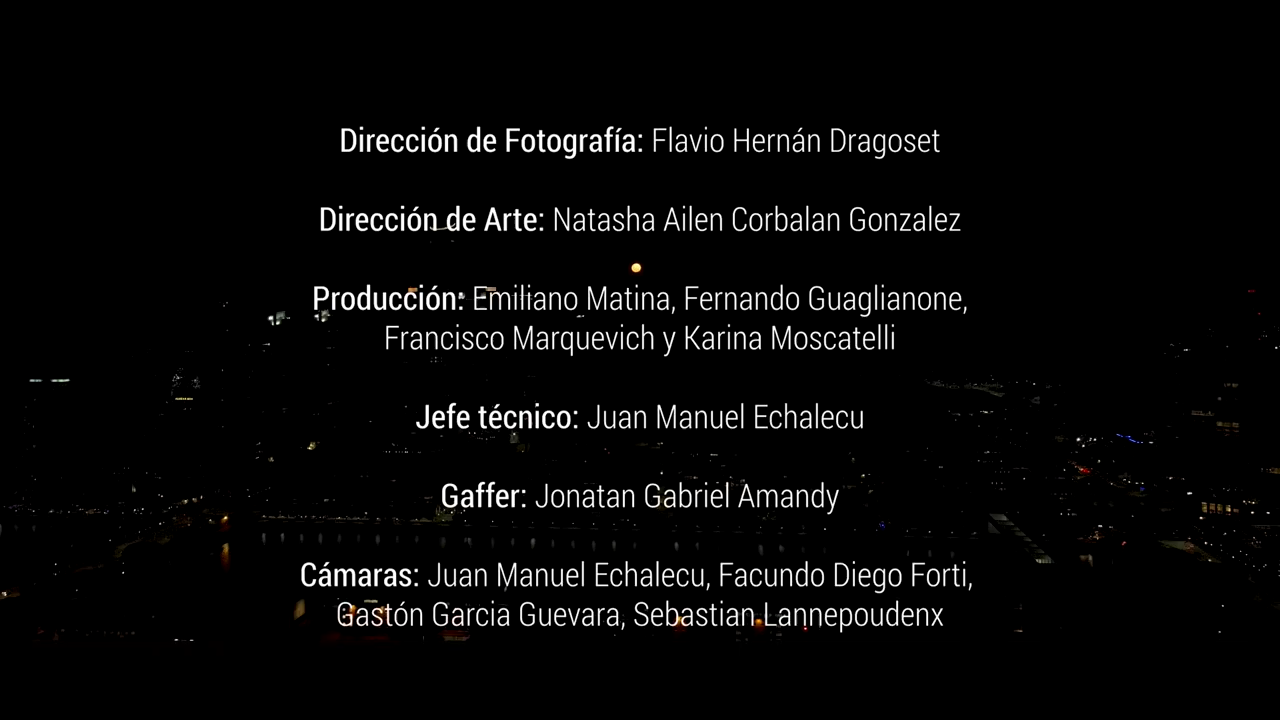 Dirección de Fotografía: Flavio Hernán Dragoset
Dirección de Arte: Natasha Ailen Corbalan Gonzalez
Producción: Emiliano Matina, Fernando Guaglianone,
Francisco Marquevich y Karina Moscatelli
Jefe técnico: Juan Manuel Echalecu
Gaffer: Jonatan Gabriel Amandy
Cámaras: Juan Manuel Echalecu, Facundo Diego Forti,
Gastón Garcia Guevara, Sebastian Lannepoudenx